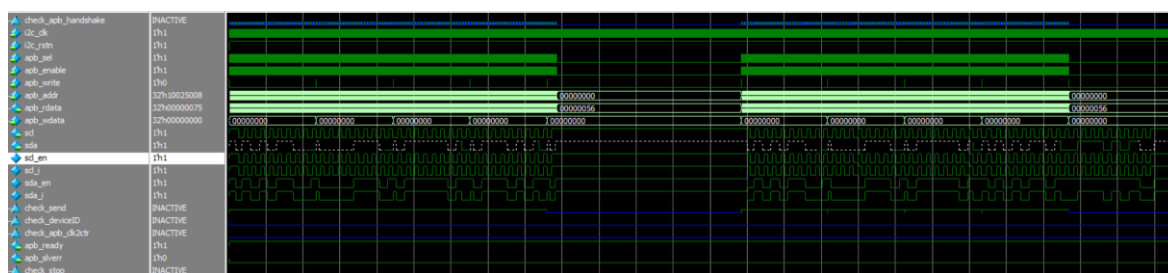 check_apb_handshake INACTIVE
i2c_clk 1'h1
i2c_rstn 1'h1
apb_sel 1'h1
apb_enable 1'h1
apb_write 1'h0
apb_addr 32'h10025008 00000000 00000000
apb_rdata 32'h00000075 00000056 00000056
apb_wdata 32'h00000000 00000000 00000000 00000000 00000000 00000000 00000000 00000000 00000000 00000000 00000000
scl 1'h1
sda 1'h1
scl_en 1'h1
scl_i 1'h1
sda_en 1'h1
sda_i 1'h1
check_send INACTIVE
check_deviceID INACTIVE
check_apb_clk2ctr INACTIVE
apb_ready 1'h1
apb_slverr 1'h0
check_stop INACTIVE